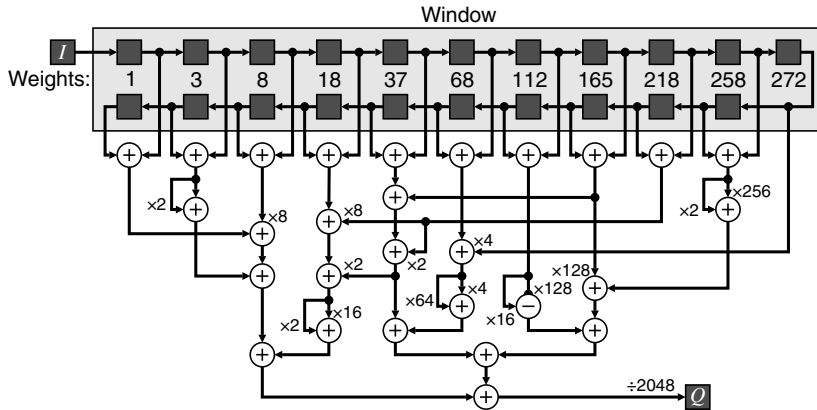 Window
I
Weights: 1 3 8 18 37 68 112 165 218 258 272
+ + + + + + + + + +
×2 + ×8 + ×8 + ×256 ×2 +
+ ×2 + ×4 +
+ ×2 + ×128 +
×2 + ×16 + ×64 + ×4 ×16 − ×128 +
+ +
+ ÷2048 Q